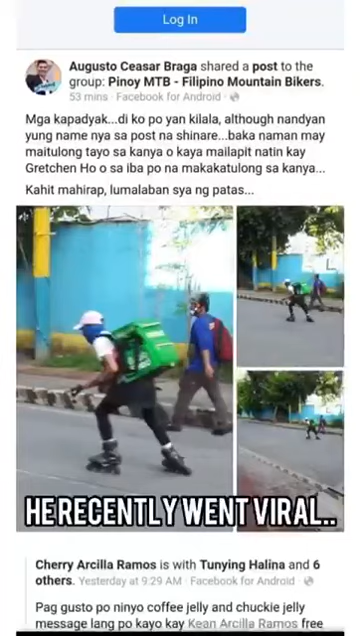 Log In
Augusto Ceasar Braga shared a post to the
group: Pinoy MTB - Filipino Mountain Bikers.
53 mins · Facebook for Android ·
Mga kapadyak...di ko po yan kilala, although nandyan
yung name nya sa post na shinare...baka naman may
maitulong tayo sa kanya o kaya mailapit natin kay
Gretchen Ho o sa iba po na makakatulong sa kanya...
Kahit mahirap, lumalaban sya ng patas...
HE RECENTLY WENT VIRAL..
Cherry Arcilla Ramos is with Tunying Halina and 6
others. Yesterday at 9:29 AM · Facebook for Android ·
Pag gusto po ninyo coffee jelly and chuckie jelly
message lang po kayo kay Kean Arcilla Ramos free